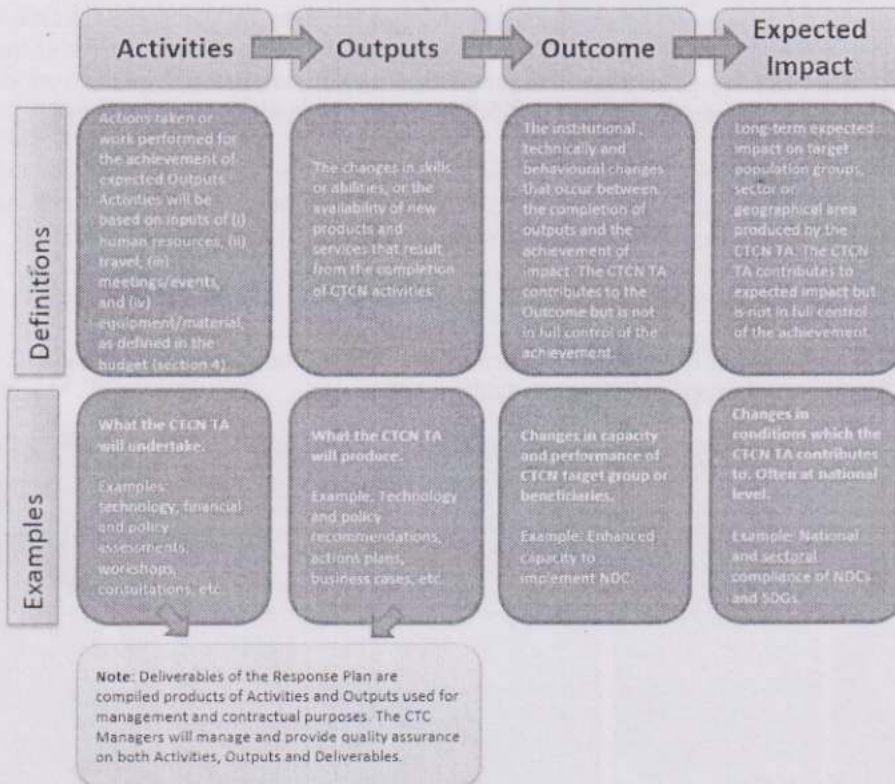 Activities
Outputs
Outcome
Expected
Impact
Definitions
Actions taken or
work performed for
the achievement of
expected Outputs
Activities will be
based on inputs of (i)
human resources, (ii)
travel, (iii)
meetings/events,
and (iv)
equipment/material,
as defined in the
budget (section 4)
The changes in skills
or abilities, or the
availability of new
products and
services that result
from the completion
of CTCN activities
The institutional ,
technically and
behavioural changes
that occur between
the completion of
outputs and the
achievement of
impact. The CTCN TA
contributes to the
Outcome but is not
in full control of the
achievement.
Long-term expected
impact on target
population groups,
sector or
geographical area
produced by the
CTCN TA. The CTCN
TA contributes to
expected impact but
is not in full control
of the achievement
Examples
What the CTCN TA
will undertake.
Examples:
technology, financial
and policy
assessments,
workshops,
consultations, etc.
What the CTCN TA
will produce.
Example: Technology
and policy
recommendations,
actions plans,
business cases, etc.
Changes in capacity
and performance of
CTCN target group or
beneficiaries.
Example: Enhanced
capacity to
implement NDC.
Changes in
conditions which the
CTCN TA contributes
to. Often at national
level.
Example: National
and sectoral
compliance of NDCs
and SDGs.
Note: Deliverables of the Response Plan are
compiled products of Activities and Outputs used for
management and contractual purposes. The CTC
Managers will manage and provide quality assurance
on both Activities, Outputs and Deliverables.